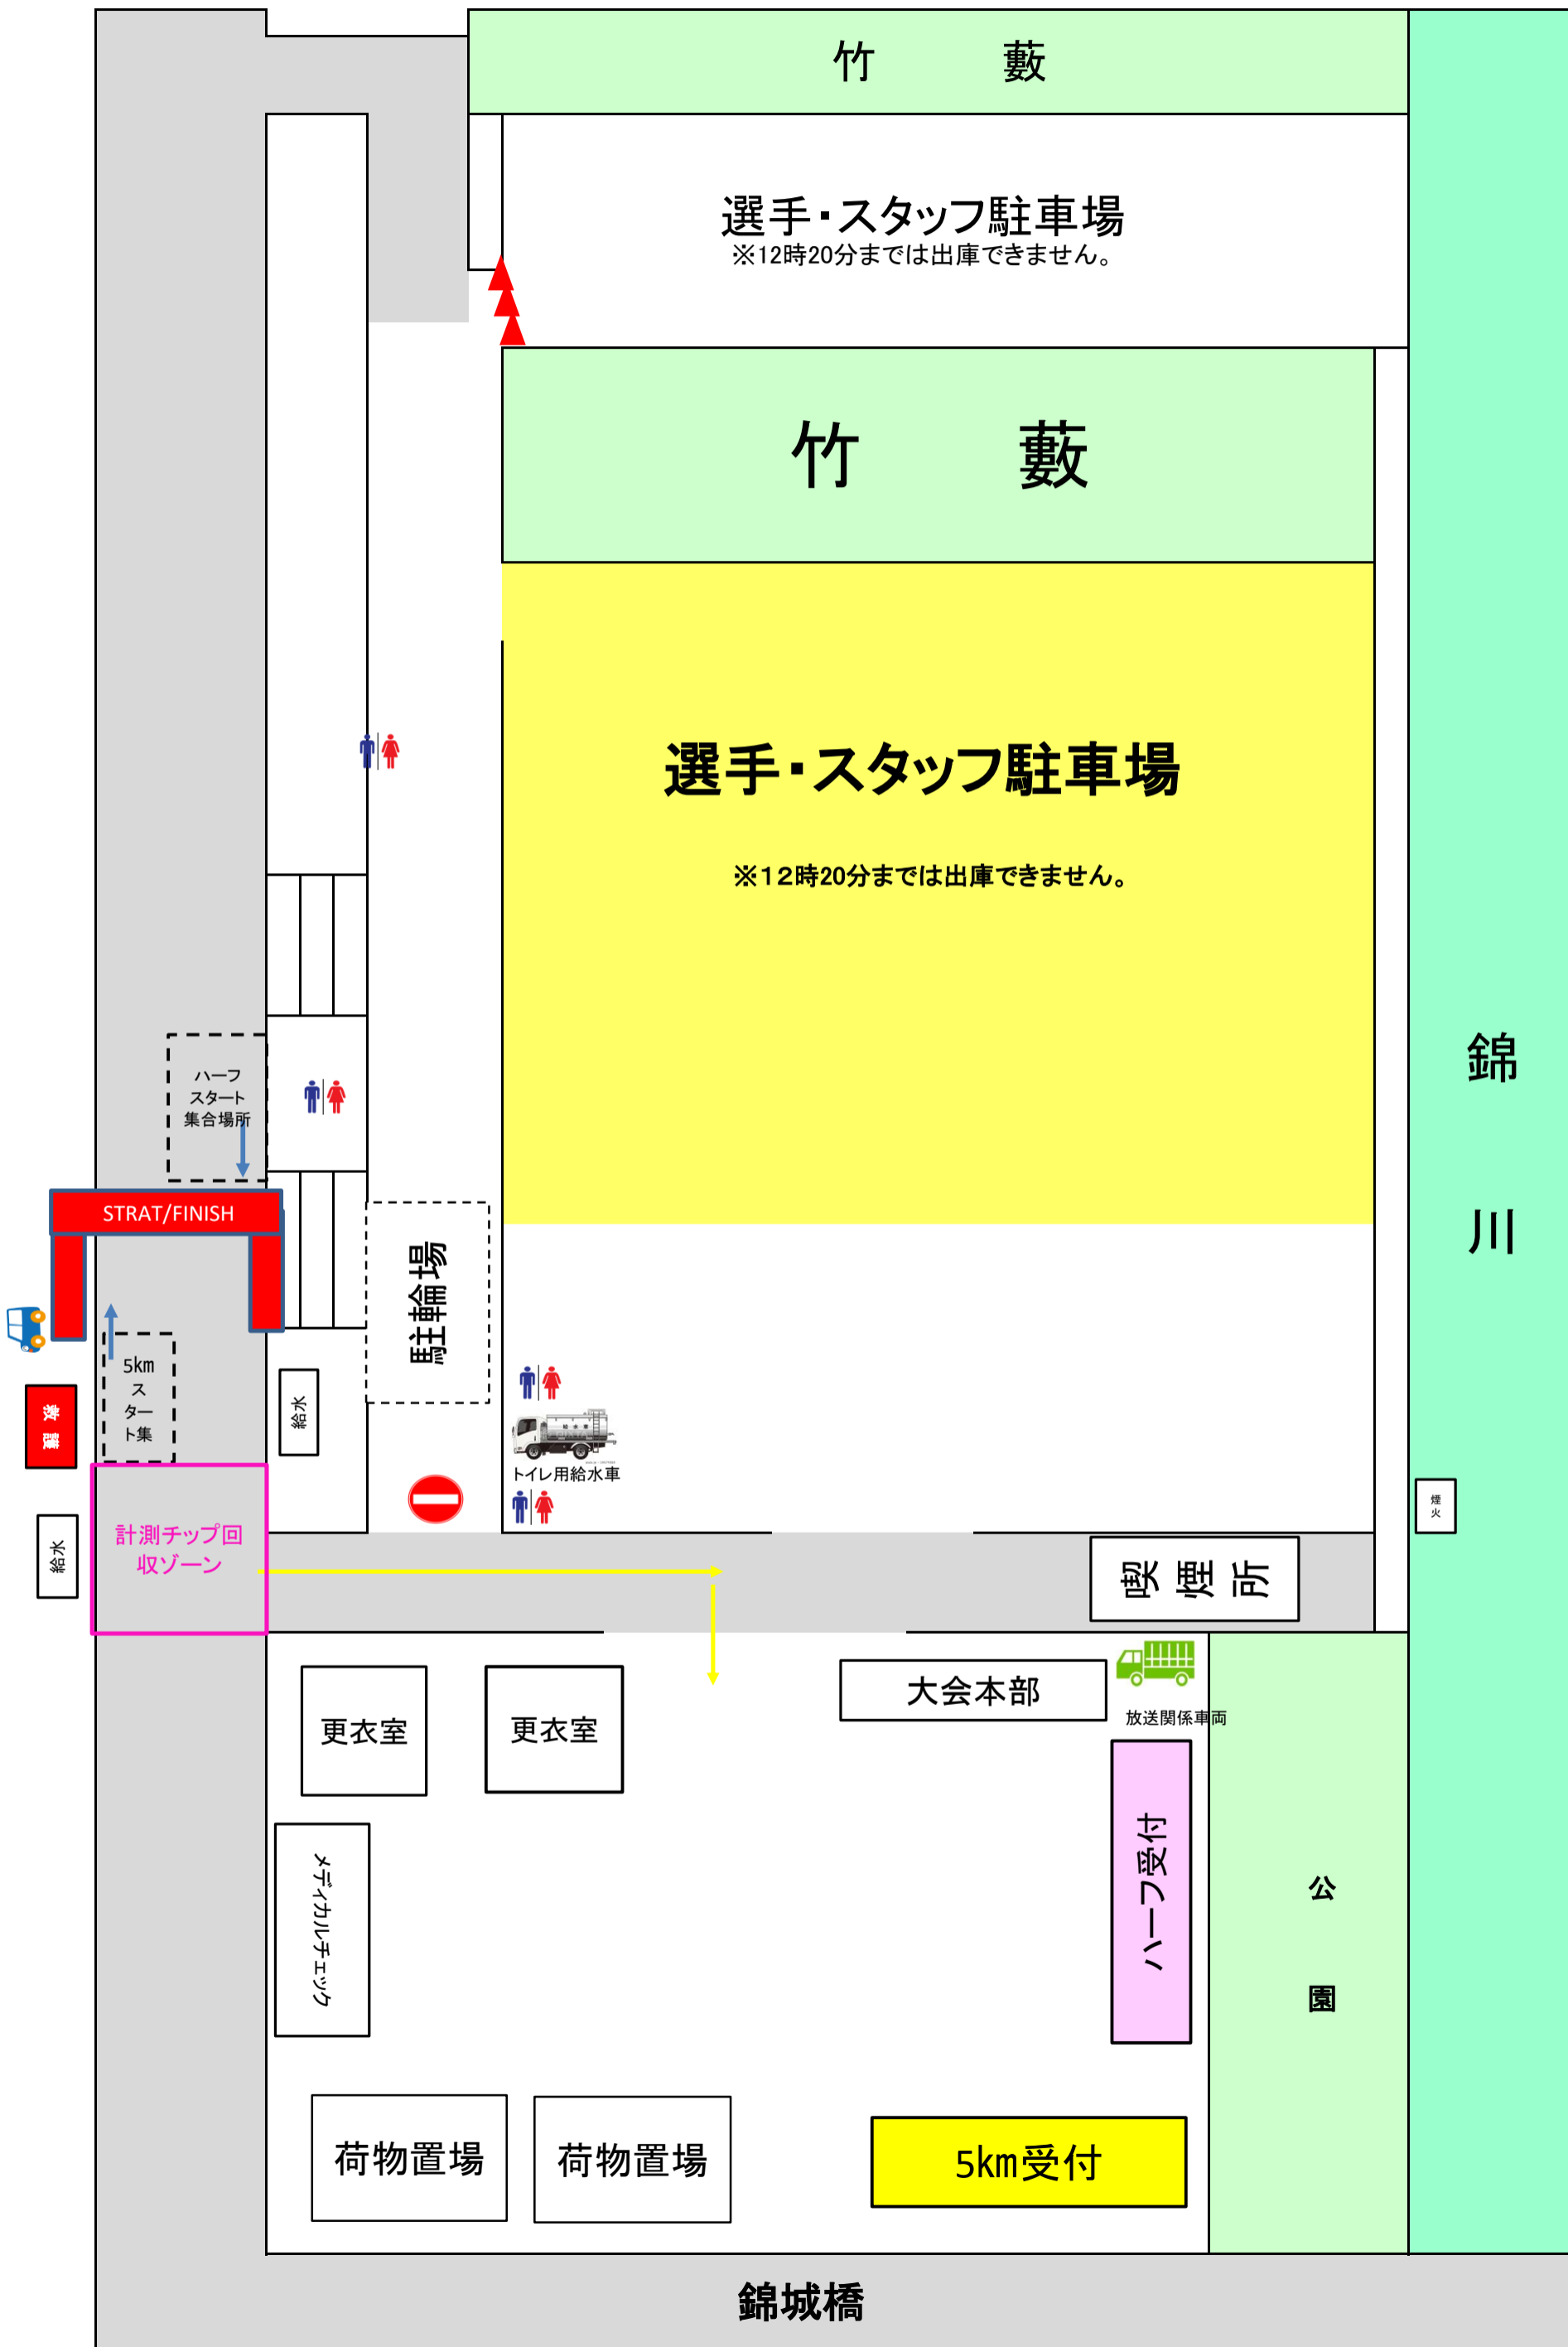 竹　藪
選手・スタッフ駐車場
※12時20分までは出庫できません。
竹　藪
選手・スタッフ駐車場
※12時20分までは出庫できません。
錦
川
ハーフ
スタート
集合場所
STRAT/FINISH
駐輪場
5km
ス
ター
ト集
給水
救護
給水車
トイレ用給水車
計測チップ回
収ゾーン
給水
煙
火
喫煙所
大会本部
放送関係車両
更衣室
更衣室
メディカルチェック
ハーフ受付
公
園
荷物置場
荷物置場
5km受付
錦城橋